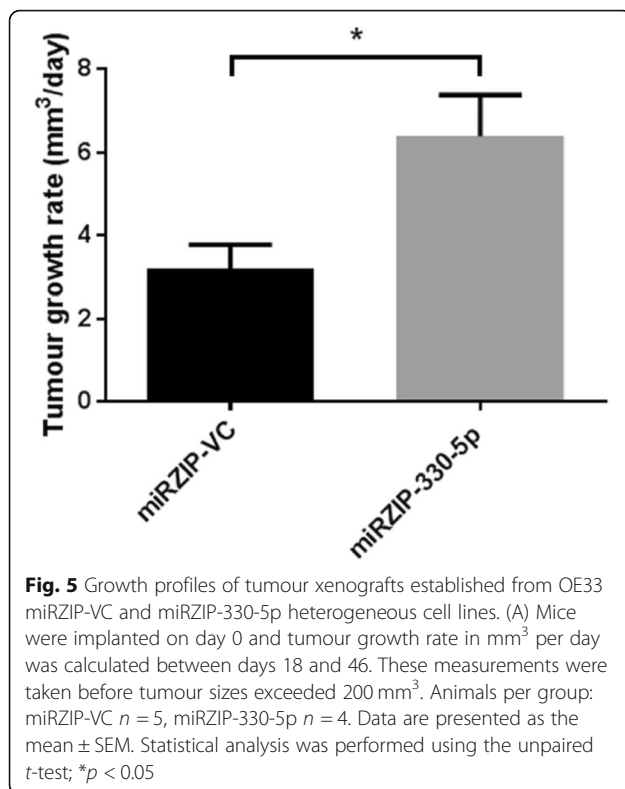 *
8
6
4
2
0
Tumour growth rate (mm³/day)
miRZIP-VC
miRZIP-330-5p
Fig. 5 Growth profiles of tumour xenografts established from OE33
miRZIP-VC and miRZIP-330-5p heterogeneous cell lines. (A) Mice
were implanted on day 0 and tumour growth rate in mm³ per day
was calculated between days 18 and 46. These measurements were
taken before tumour sizes exceeded 200 mm³. Animals per group:
miRZIP-VC n = 5, miRZIP-330-5p n = 4. Data are presented as the
mean ± SEM. Statistical analysis was performed using the unpaired
t-test; *p < 0.05